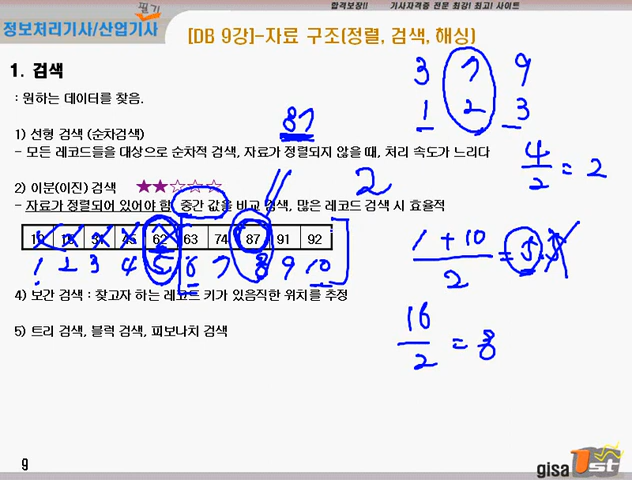 합격보장!! 기사자격증 전문 최강! 최고! 사이트
필기
정보처리기사/산업기사
[DB 9강]-자료 구조(정렬, 검색, 해싱)
3 7 9
1 2 3
1. 검색
: 원하는 데이터를 찾음.
87
1) 선형 검색 (순차검색)
- 모든 레코드들을 대상으로 순차적 검색, 자료가 정렬되지 않을 때, 처리 속도가 느리다
4/2 = 2
2) 이분(이진) 검색 ★★☆☆☆
2
- 자료가 정렬되어 있어야 함, 중간 값을 비교 검색, 많은 레코드 검색 시 효율적
62 63 74 87 91 92
1 2 3 4 5 6 7 8 9 10
1+10/2 = 5.5
4) 보간 검색 : 찾고자 하는 레코드 키가 있음직한 위치를 추정
16/2 = 8
5) 트리 검색, 블럭 검색, 피보나치 검색
9
gisa 1st